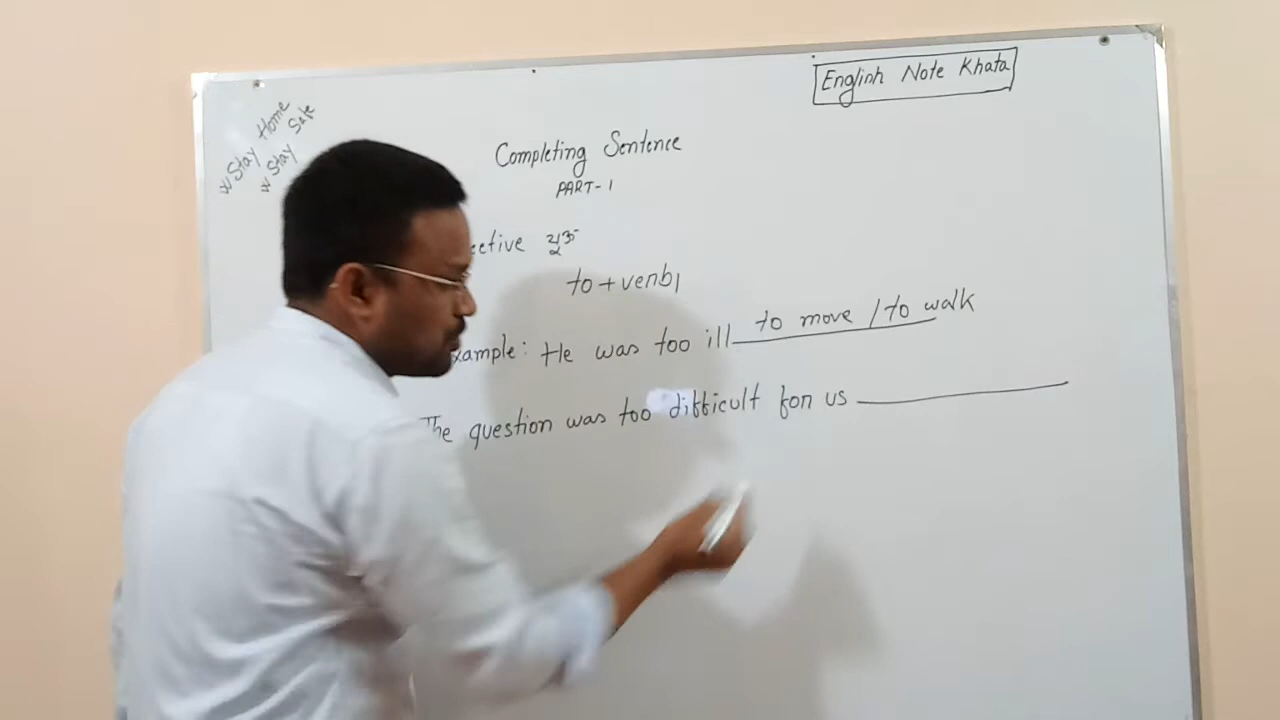 English Note Khata
Stay Home
Stay Safe
Completing Sentence
PART-1
ective যুক্ত
to + verb1
xample: He was too ill to move / to walk
The question was too difficult for us